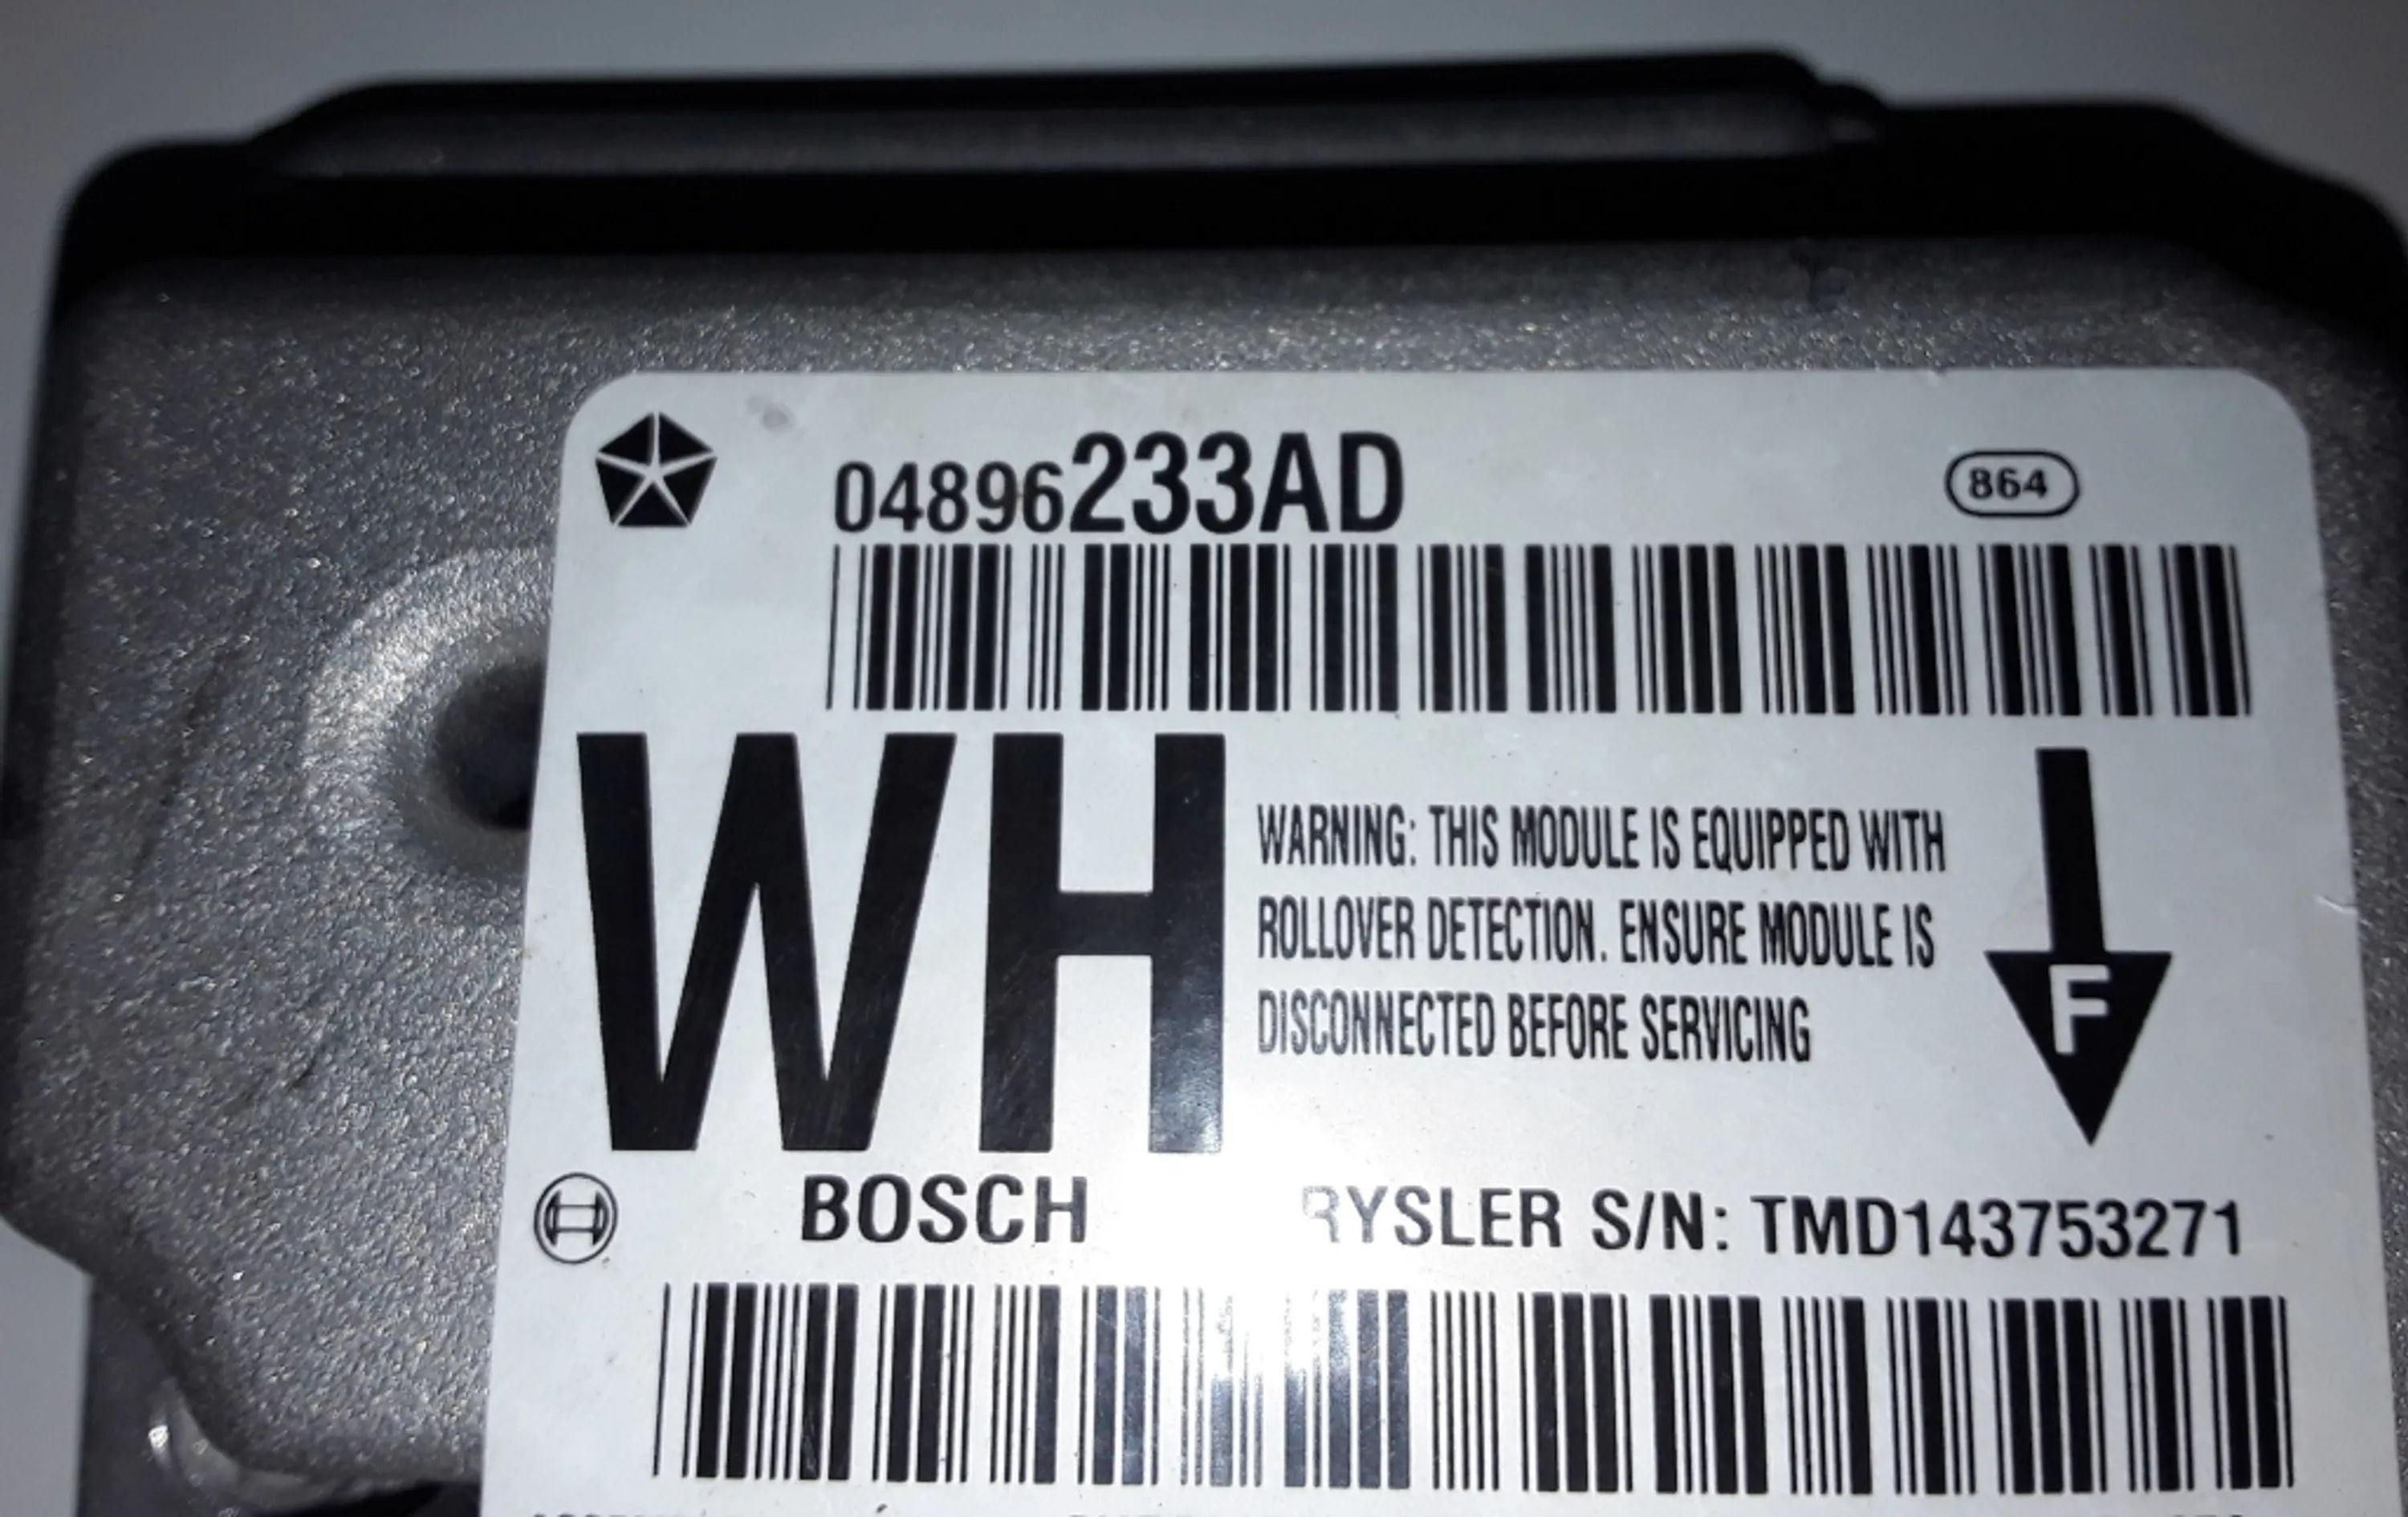 04896233AD
864
WH
WARNING: THIS MODULE IS EQUIPPED WITH
ROLLOVER DETECTION. ENSURE MODULE IS
DISCONNECTED BEFORE SERVICING
F
BOSCH RYSLER S/N: TMD143753271